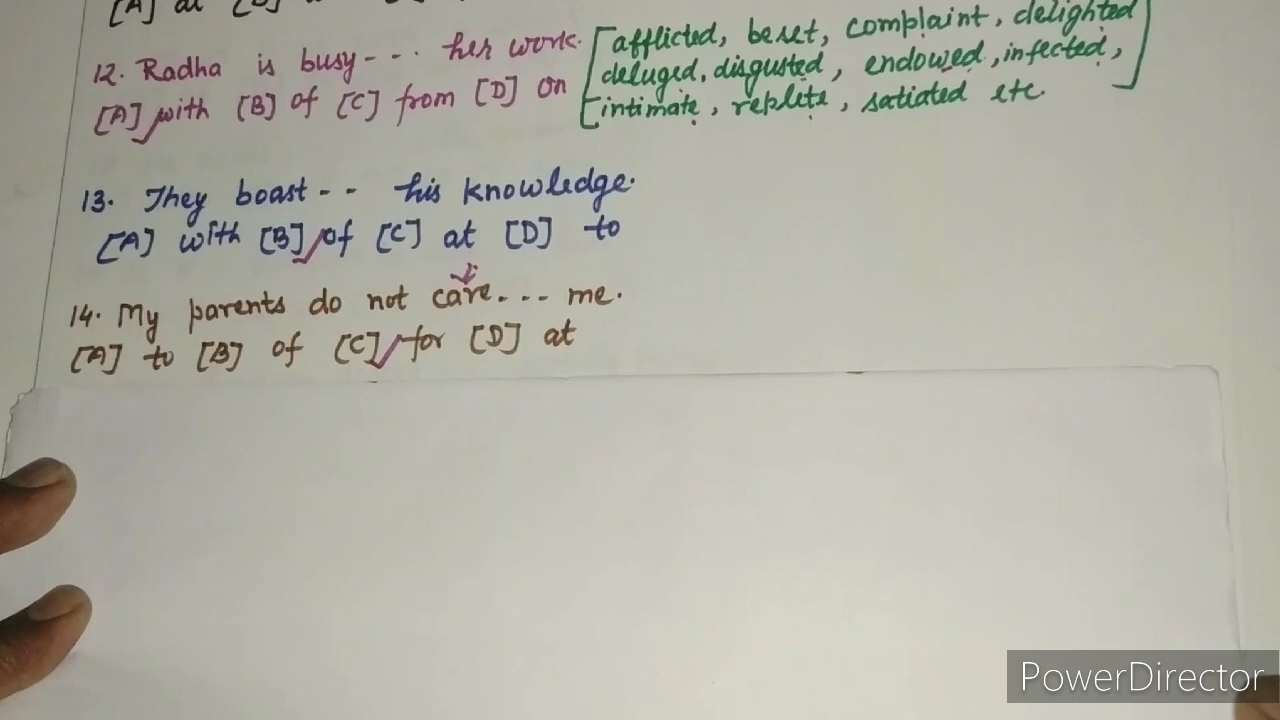 [A] at [B]
12. Radha is busy--- her work. [afflicted, beset, complaint, delighted
deluged, disgusted, endowed, infected,
[A] with [B] of [C] from [D] on
intimate, replete, satiated etc]
13. They boast-- his knowledge.
[A] with [B] of [C] at [D] to
14. My parents do not care--- me.
[A] to [B] of [C] for [D] at
PowerDirector